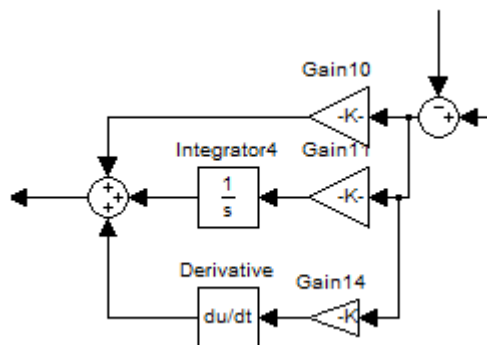 Gain10
-K-
-
+
Integrator4
Gain11
+
+
+
1
s
-K-
Derivative
Gain14
du/dt
-K-